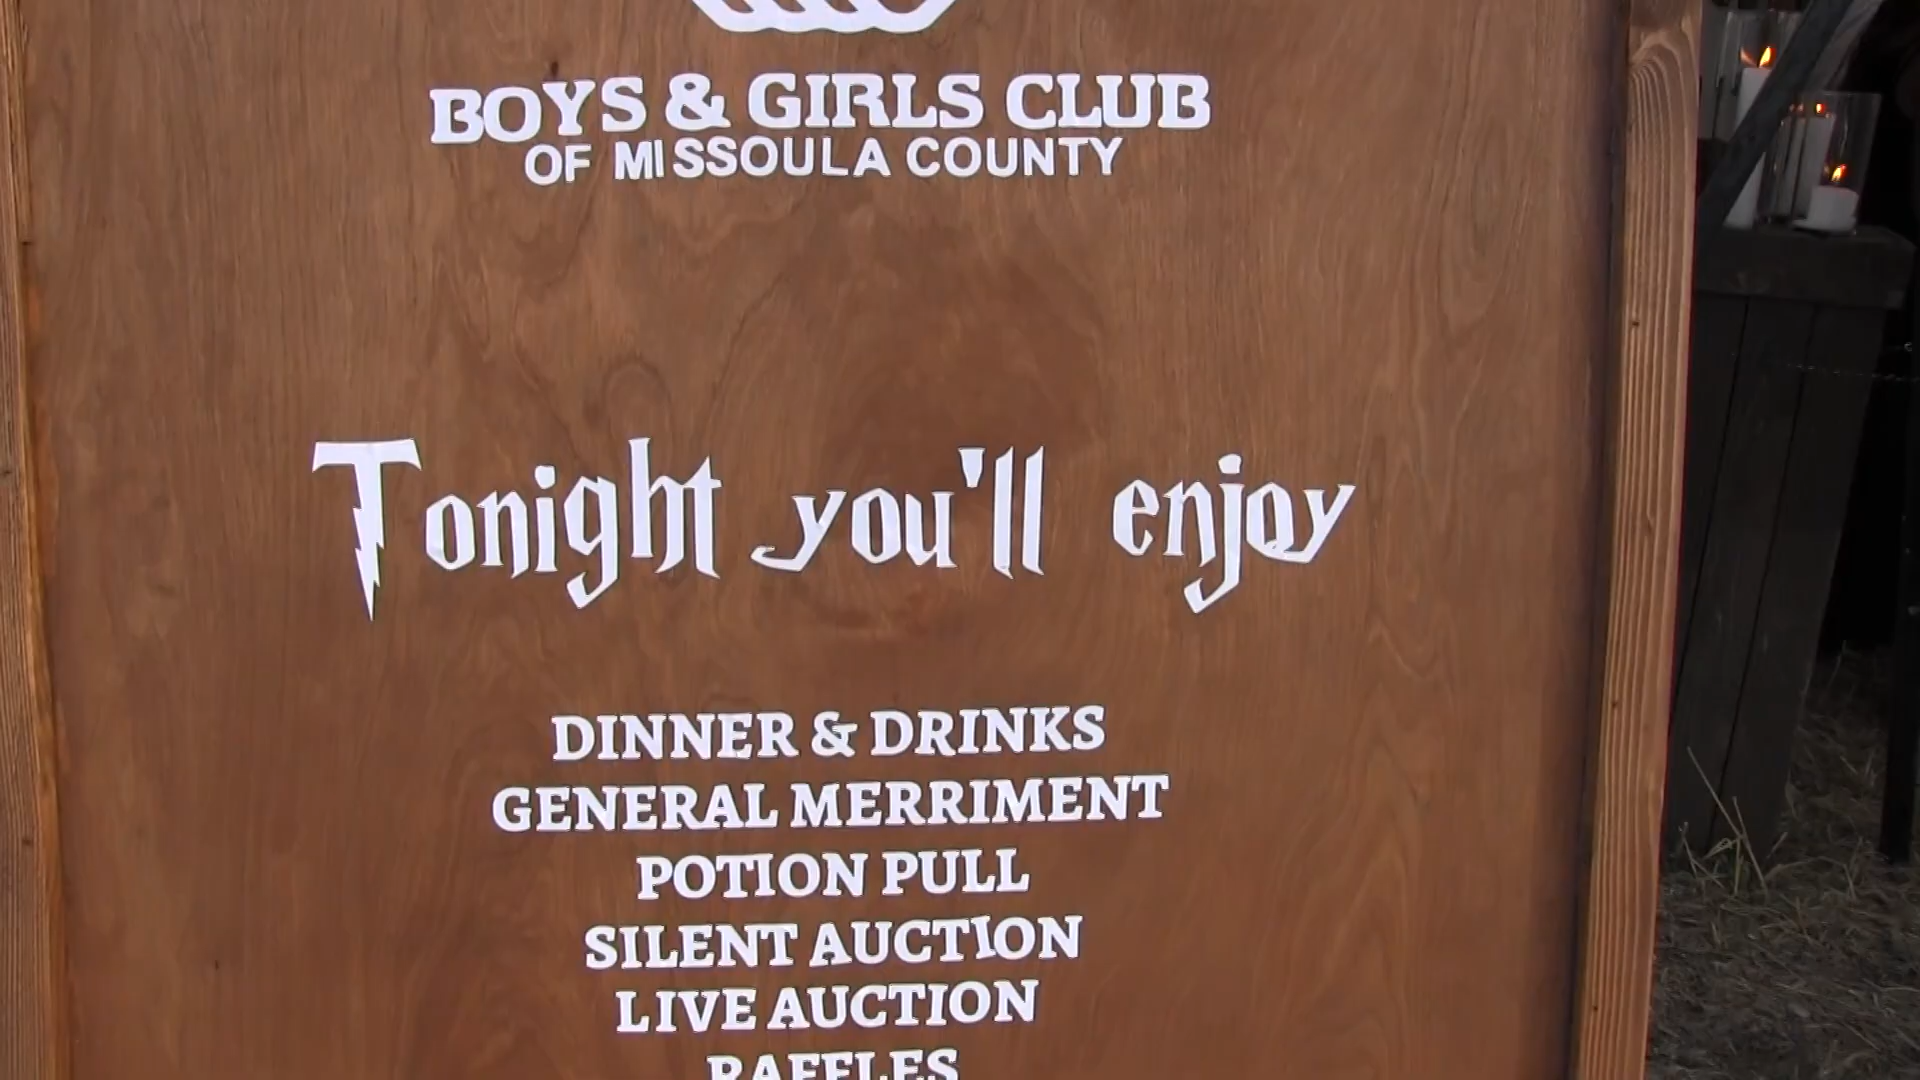 BOYS & GIRLS CLUB
OF MISSOULA COUNTY
Tonight you'll enjoy
DINNER & DRINKS
GENERAL MERRIMENT
POTION PULL
SILENT AUCTION
LIVE AUCTION
RAFFLES